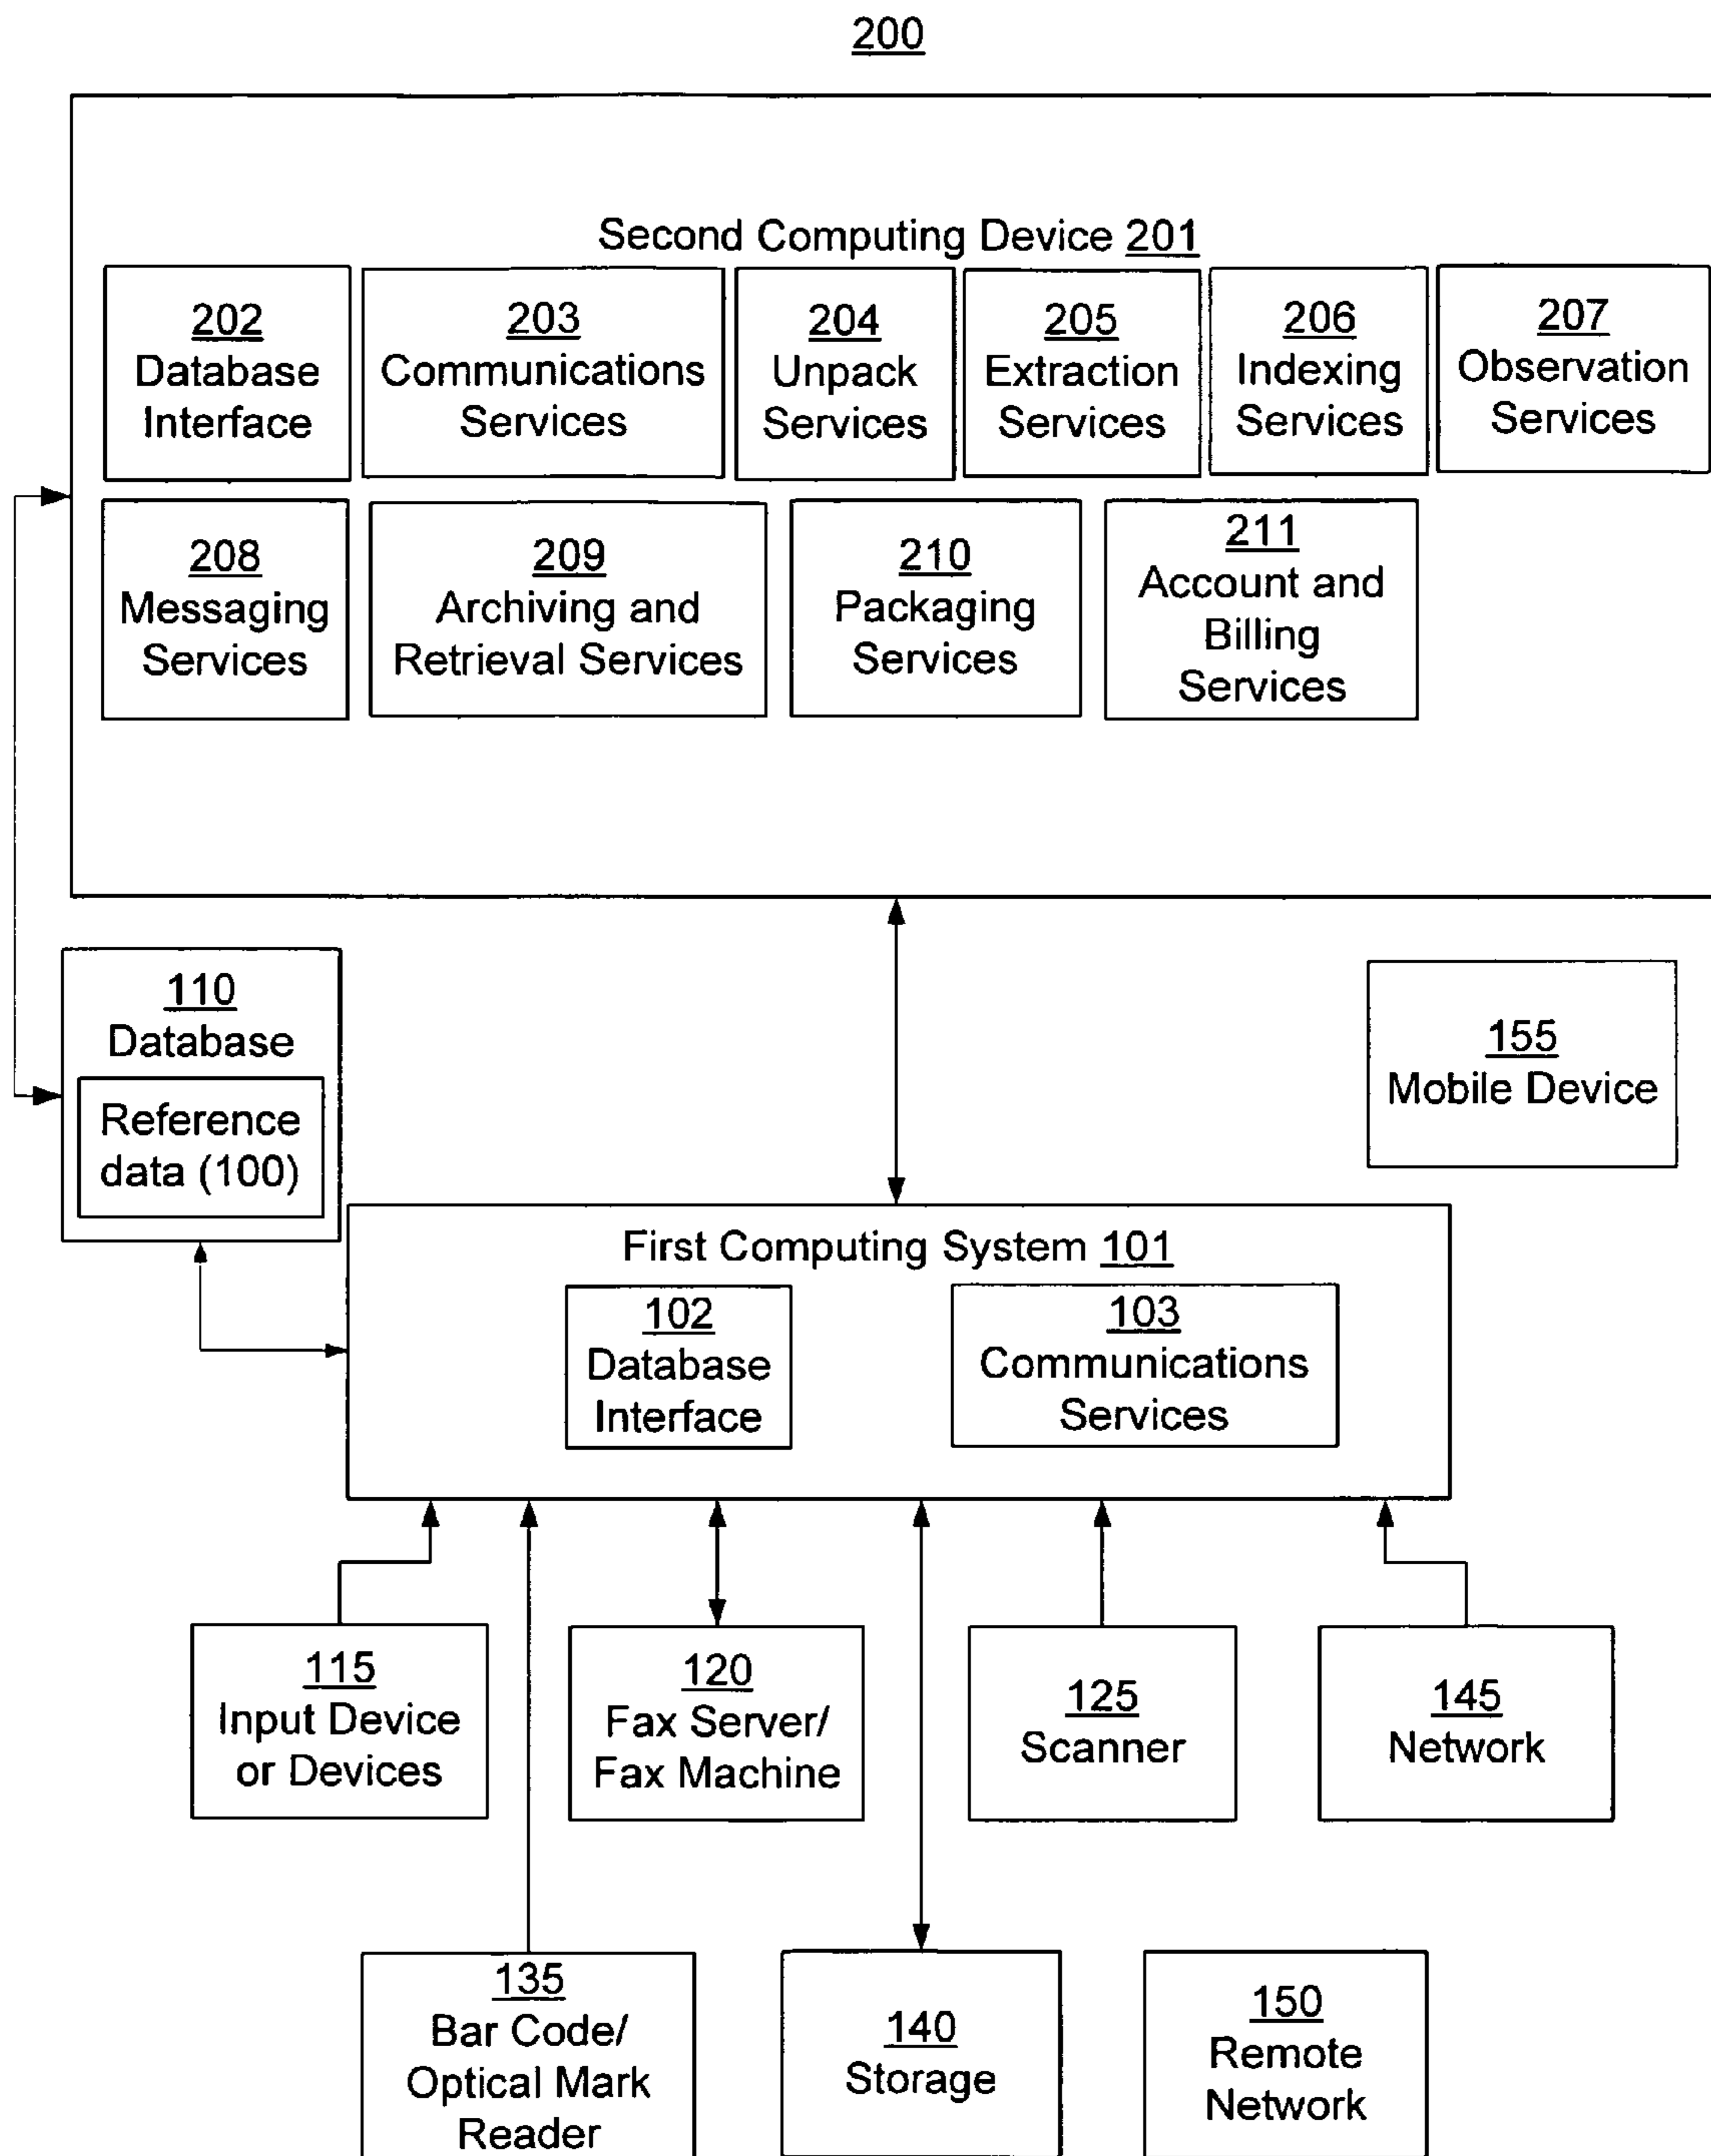 200
Second Computing Device 201
202
Database
Interface
203
Communications
Services
204
Unpack
Services
205
Extraction
Services
206
Indexing
Services
207
Observation
Services
208
Messaging
Services
209
Archiving and
Retrieval Services
210
Packaging
Services
211
Account and
Billing
Services
110
Database
Reference
data (100)
155
Mobile Device
First Computing System 101
102
Database
Interface
103
Communications
Services
115
Input Device
or Devices
120
Fax Server/
Fax Machine
125
Scanner
145
Network
135
Bar Code/
Optical Mark
Reader
140
Storage
150
Remote
Network